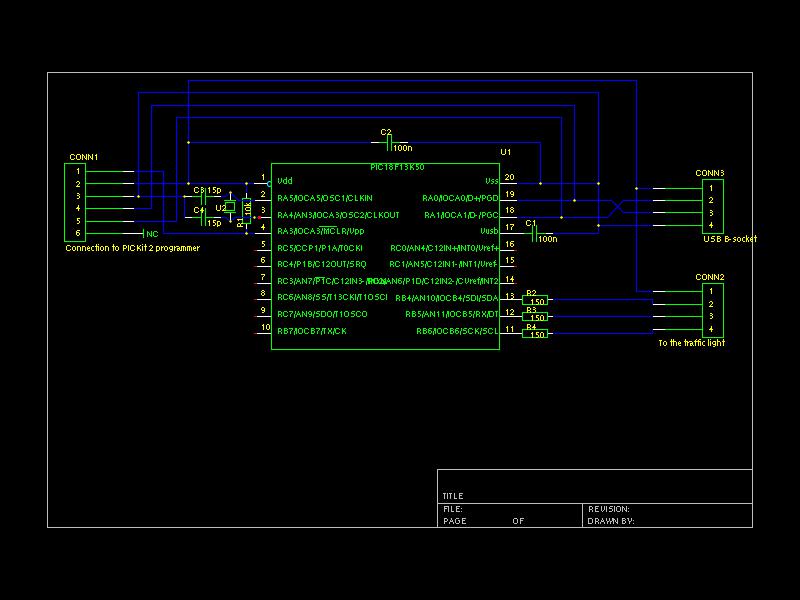 C2
100n
U1
PIC18F13K50
CONN1
1
2
3
4
5
6
NC
Connection to PICKit 2 programmer
C3 15p
C4
15p
U2
R1
10k
1 Vdd
2 RA5/IOCA5/OSC1/CLKIN
3 RA4/AN3/IOCA3/OSC2/CLKOUT
4 RA3/IOCA3/MCLR/Vpp
5 RC5/CCP1/P1A/T0CKI
6 RC4/P1B/C12OUT/SRQ
7 RC3/AN7/P1C/C12IN3-
8 RC6/AN8/SS/T13CKI/T1OSCI
9 RC7/AN9/SDO/T1OSCO
10 RB7/IOCB7/TX/CK
Vss 20
RA0/IOCA0/D+/PGD 19
RA1/IOCA1/D-/PGC 18
Vusb 17
RC0/AN4/C12IN+/INT0/Vref+ 16
RC1/AN5/C12IN1-/INT1/Vref- 15
AN6/P1D/C12IN2-/CVref/INT2 14
RB4/AN10/IOCB4/SDI/SDA 13
RB5/AN11/IOCB5/RX/DT 12
RB6/IOCB6/SCK/SCL 11
C1
100n
R2
150
R3
150
R4
150
CONN3
1
2
3
4
USB B-socket
CONN2
1
2
3
4
To the traffic light
TITLE
FILE:
REVISION:
PAGE OF
DRAWN BY: